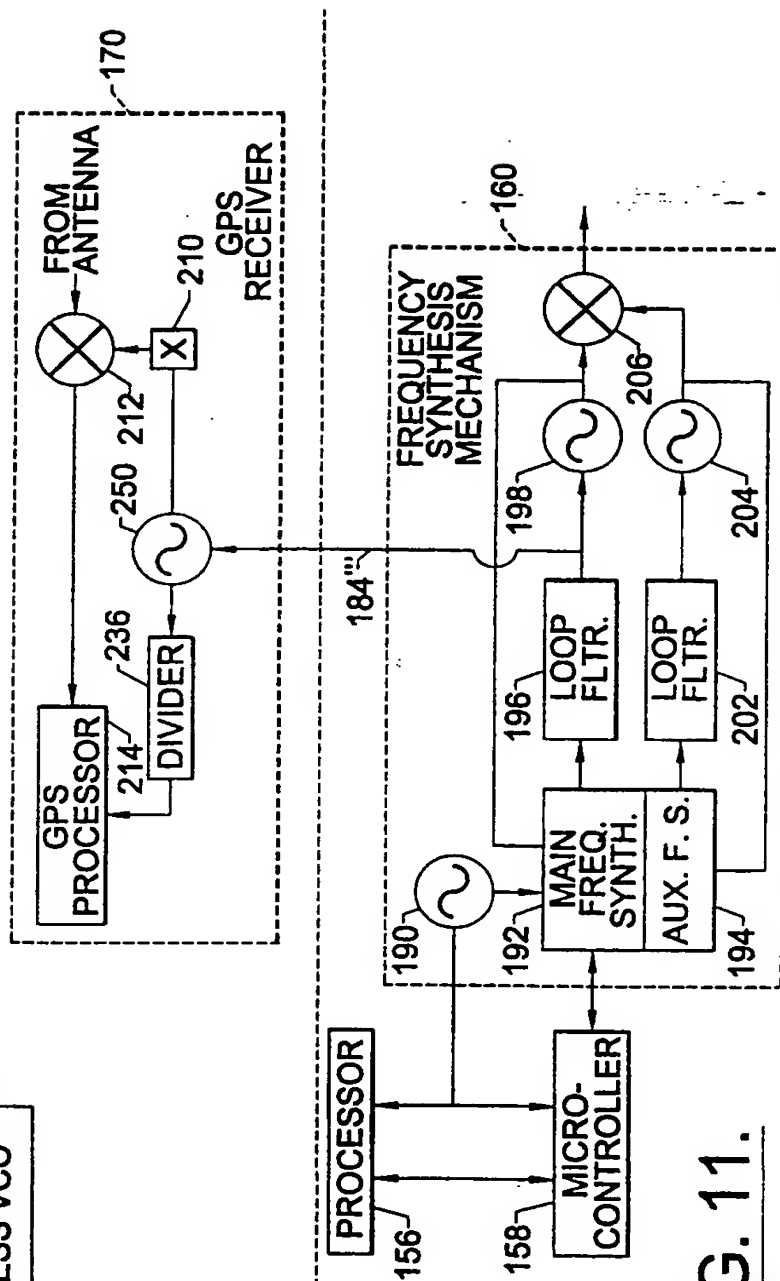 ESS VCO
170
FROM
ANTENNA
GPS
PROCESSOR
214
212
236
DIVIDER
250
X
210
GPS
RECEIVER
184'''
160
FREQUENCY
SYNTHESIS
MECHANISM
PROCESSOR
156
190
192
MAIN
FREQ.
SYNTH.
AUX. F. S.
194
196
LOOP
FLTR.
198
206
LOOP
FLTR.
202
204
158
MICRO-
CONTROLLER
G. 11.